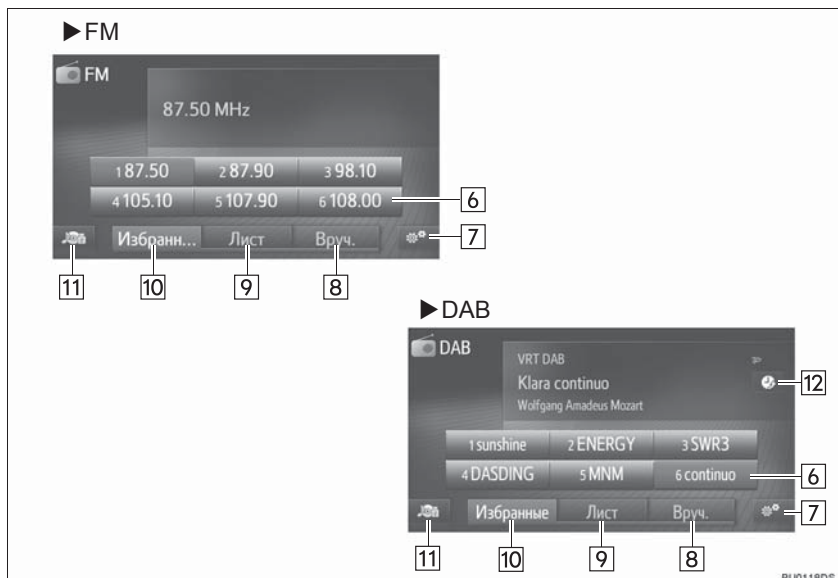 ▶FM
FM
87.50 MHz
1 87.50 2 87.90 3 98.10
4 105.10 5 107.90 6 108.00
6
Избранн... Лист Вруч.
7
11 10 9 8
▶DAB
DAB
VRT DAB
Klara continuo
12
Wolfgang Amadeus Mozart
1 sunshine 2 ENERGY 3 SWR3
4 DASDING 5 MNM 6 continuo
6
Избранные Лист Вруч.
7
11 10 9 8